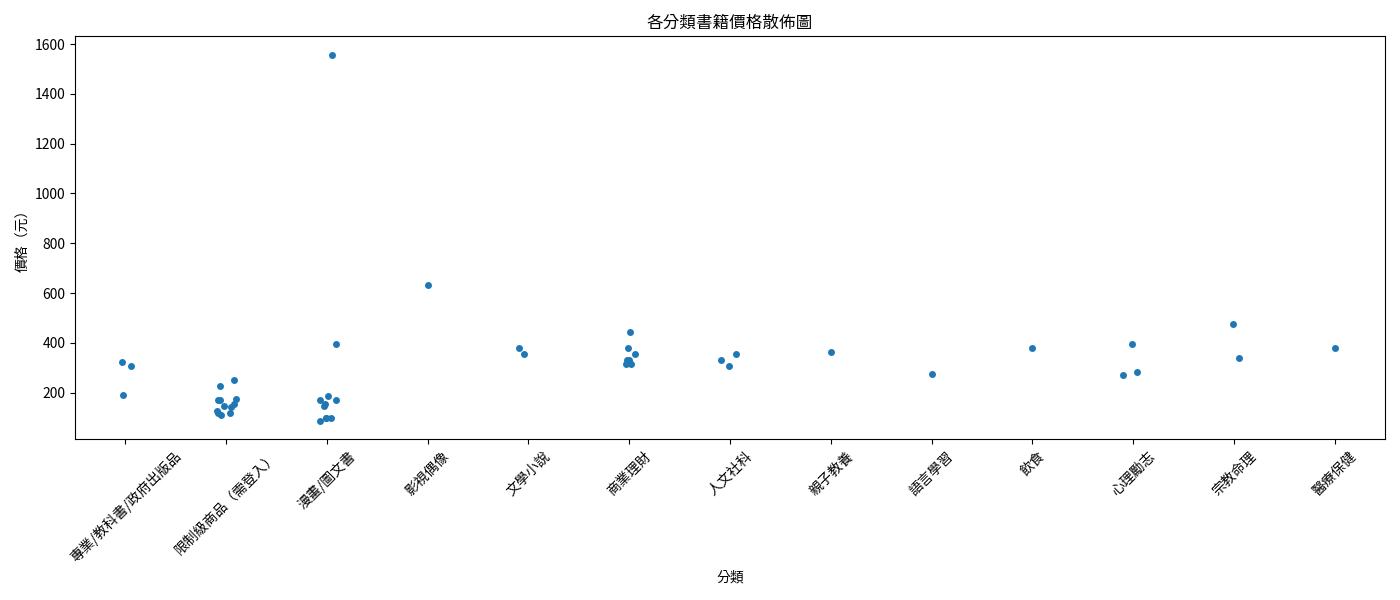 各分類書籍價格散佈圖
價格（元）
1600
1400
1200
1000
800
600
400
200
專業/教科書/政府出版品
限制級商品（需登入）
漫畫/圖文書
影視偶像
文學小說
商業理財
人文社科
親子教養
語言學習
飲食
心理勵志
宗教命理
醫療保健
分類